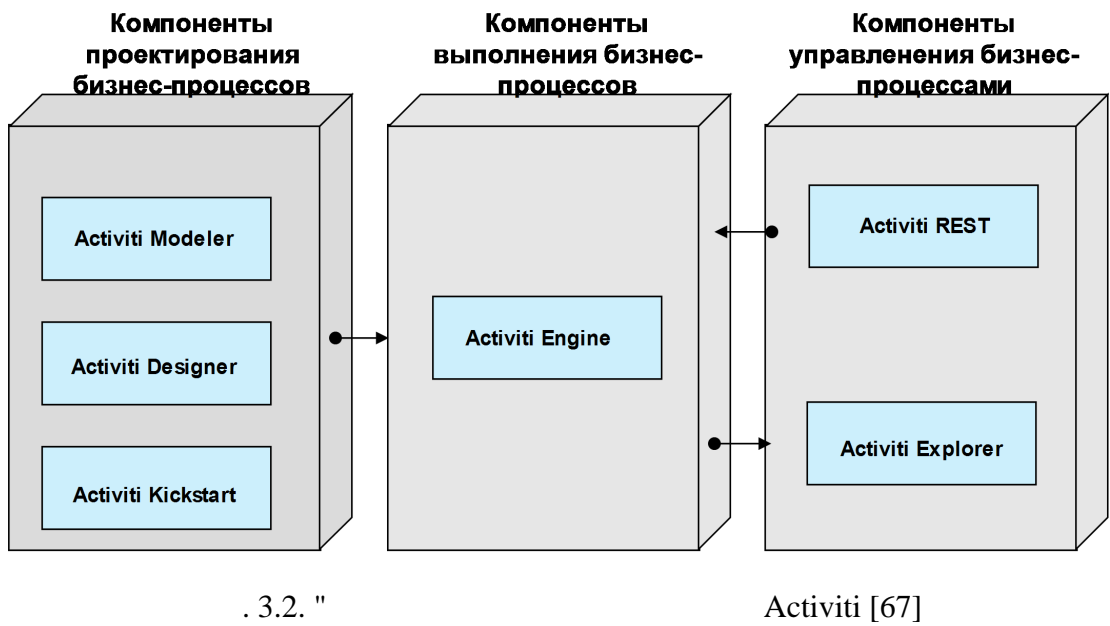 Компоненты
проектирования
бизнес-процессов
Компоненты
выполнения бизнес-
процессов
Компоненты
управленения бизнес-
процессами
Activiti Modeler
Activiti Designer
Activiti Kickstart
Activiti Engine
Activiti REST
Activiti Explorer
. 3.2. " Activiti [67]